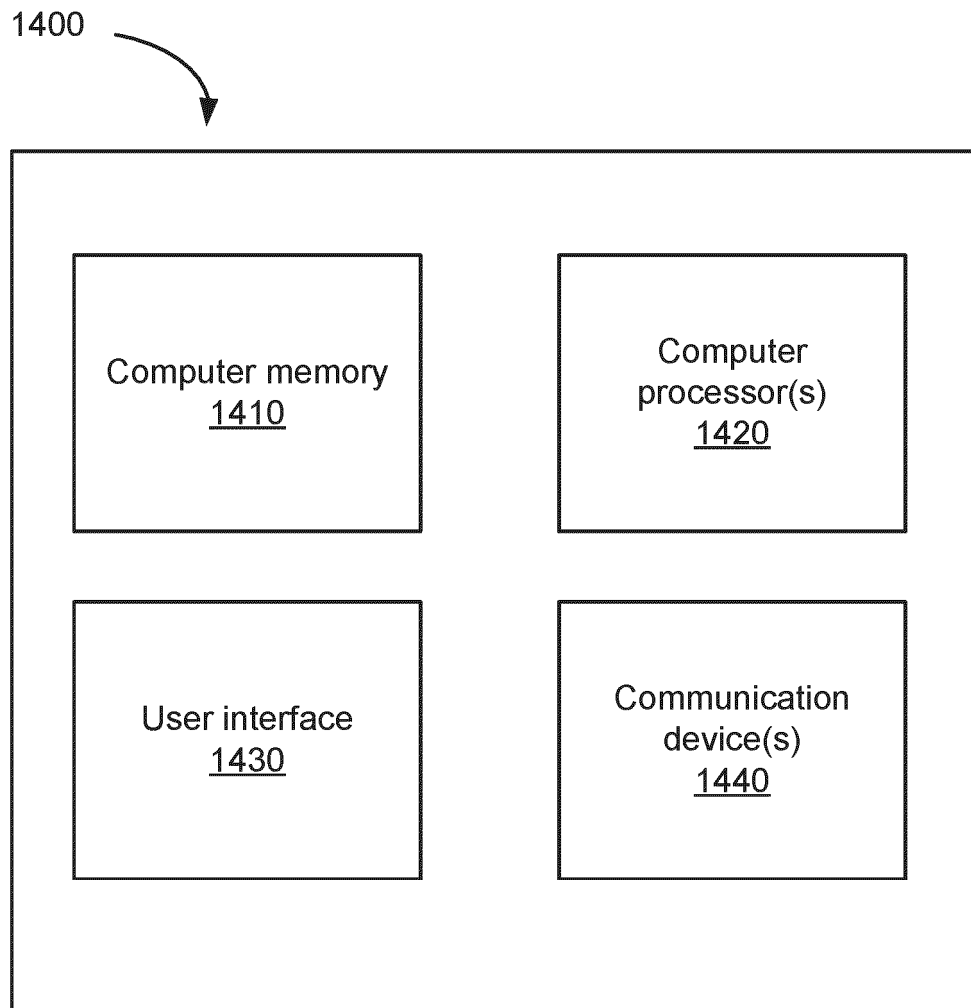 1400
Computer memory
1410
Computer
processor(s)
1420
User interface
1430
Communication
device(s)
1440